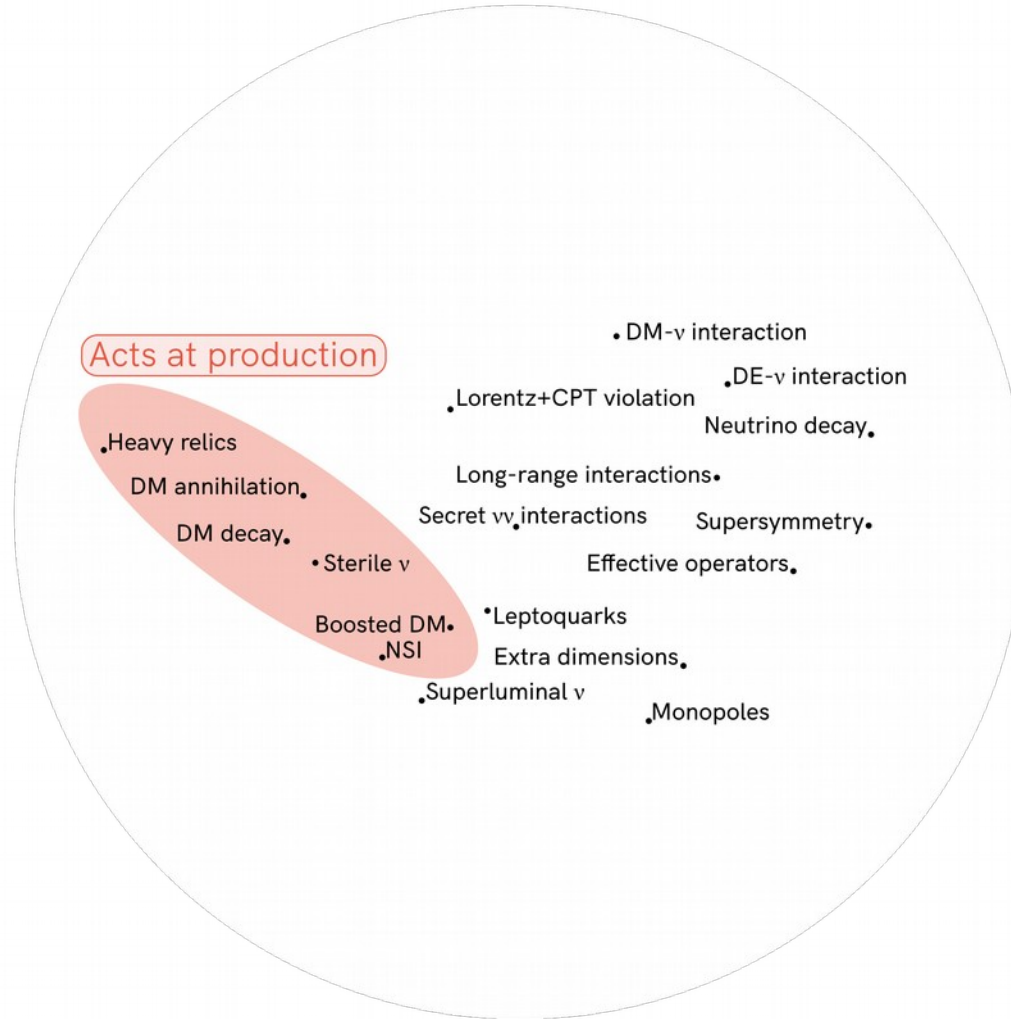 DM-ν interaction
Acts at production
DE-ν interaction
Lorentz+CPT violation
Neutrino decay
Heavy relics
Long-range interactions
DM annihilation
Secret νν interactions
Supersymmetry
DM decay
Sterile ν
Effective operators
Leptoquarks
Boosted DM
NSI
Extra dimensions
Superluminal ν
Monopoles